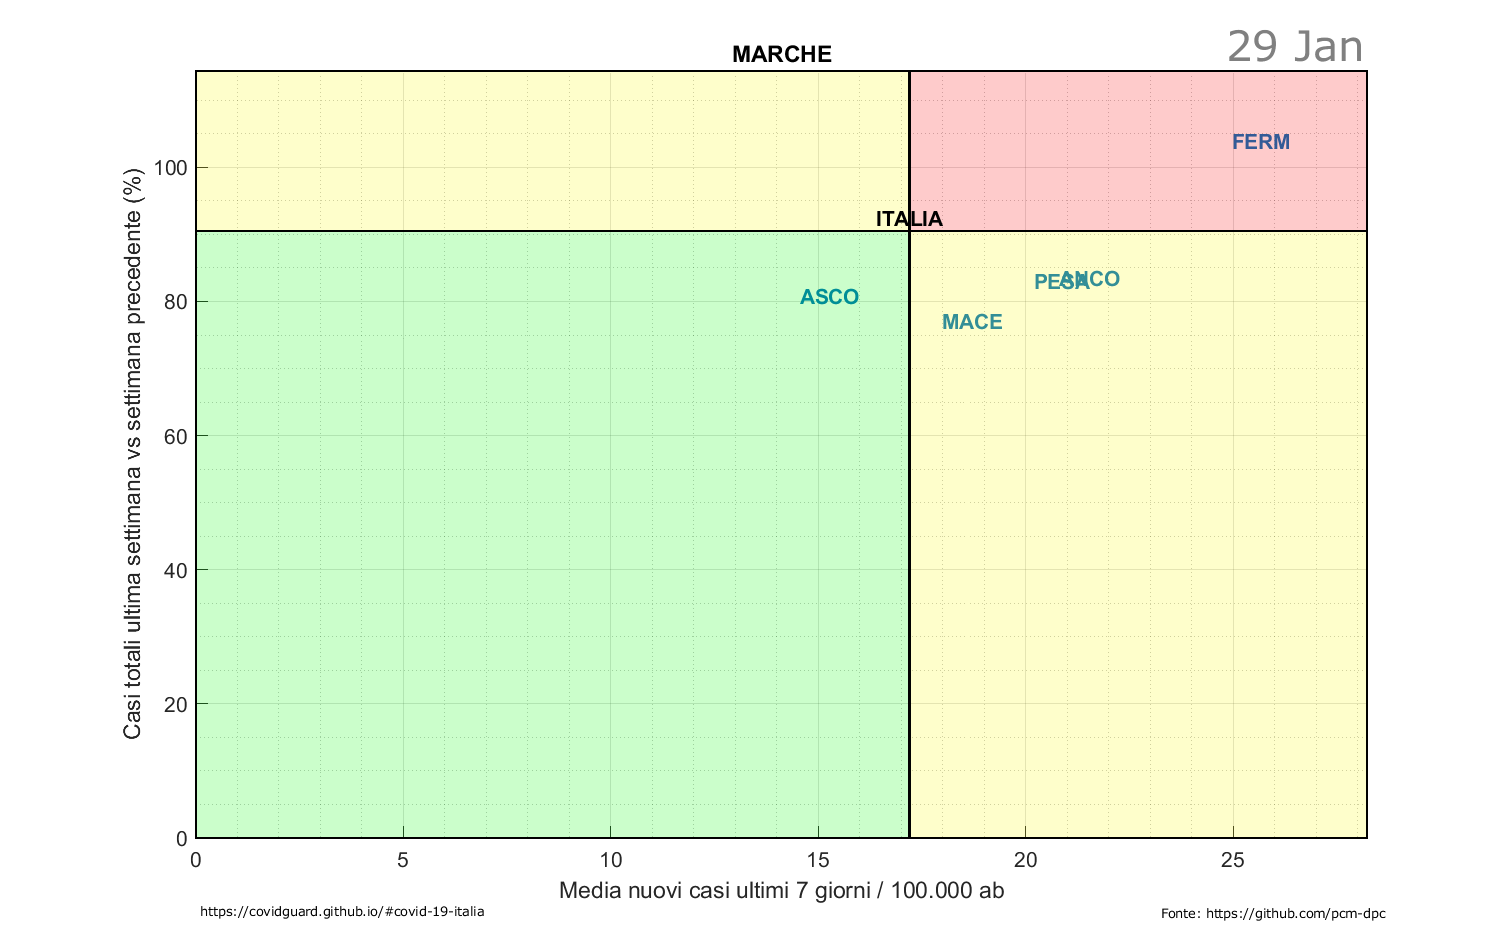 29 Jan
MARCHE
Casi totali ultima settimana vs settimana precedente (%)
100
80
60
40
20
0
FERM
ITALIA
PESA
ANCO
ASCO
MACE
0
5
10
15
20
25
Media nuovi casi ultimi 7 giorni / 100.000 ab
https://covidguard.github.io/#covid-19-italia
Fonte: https://github.com/pcm-dpc